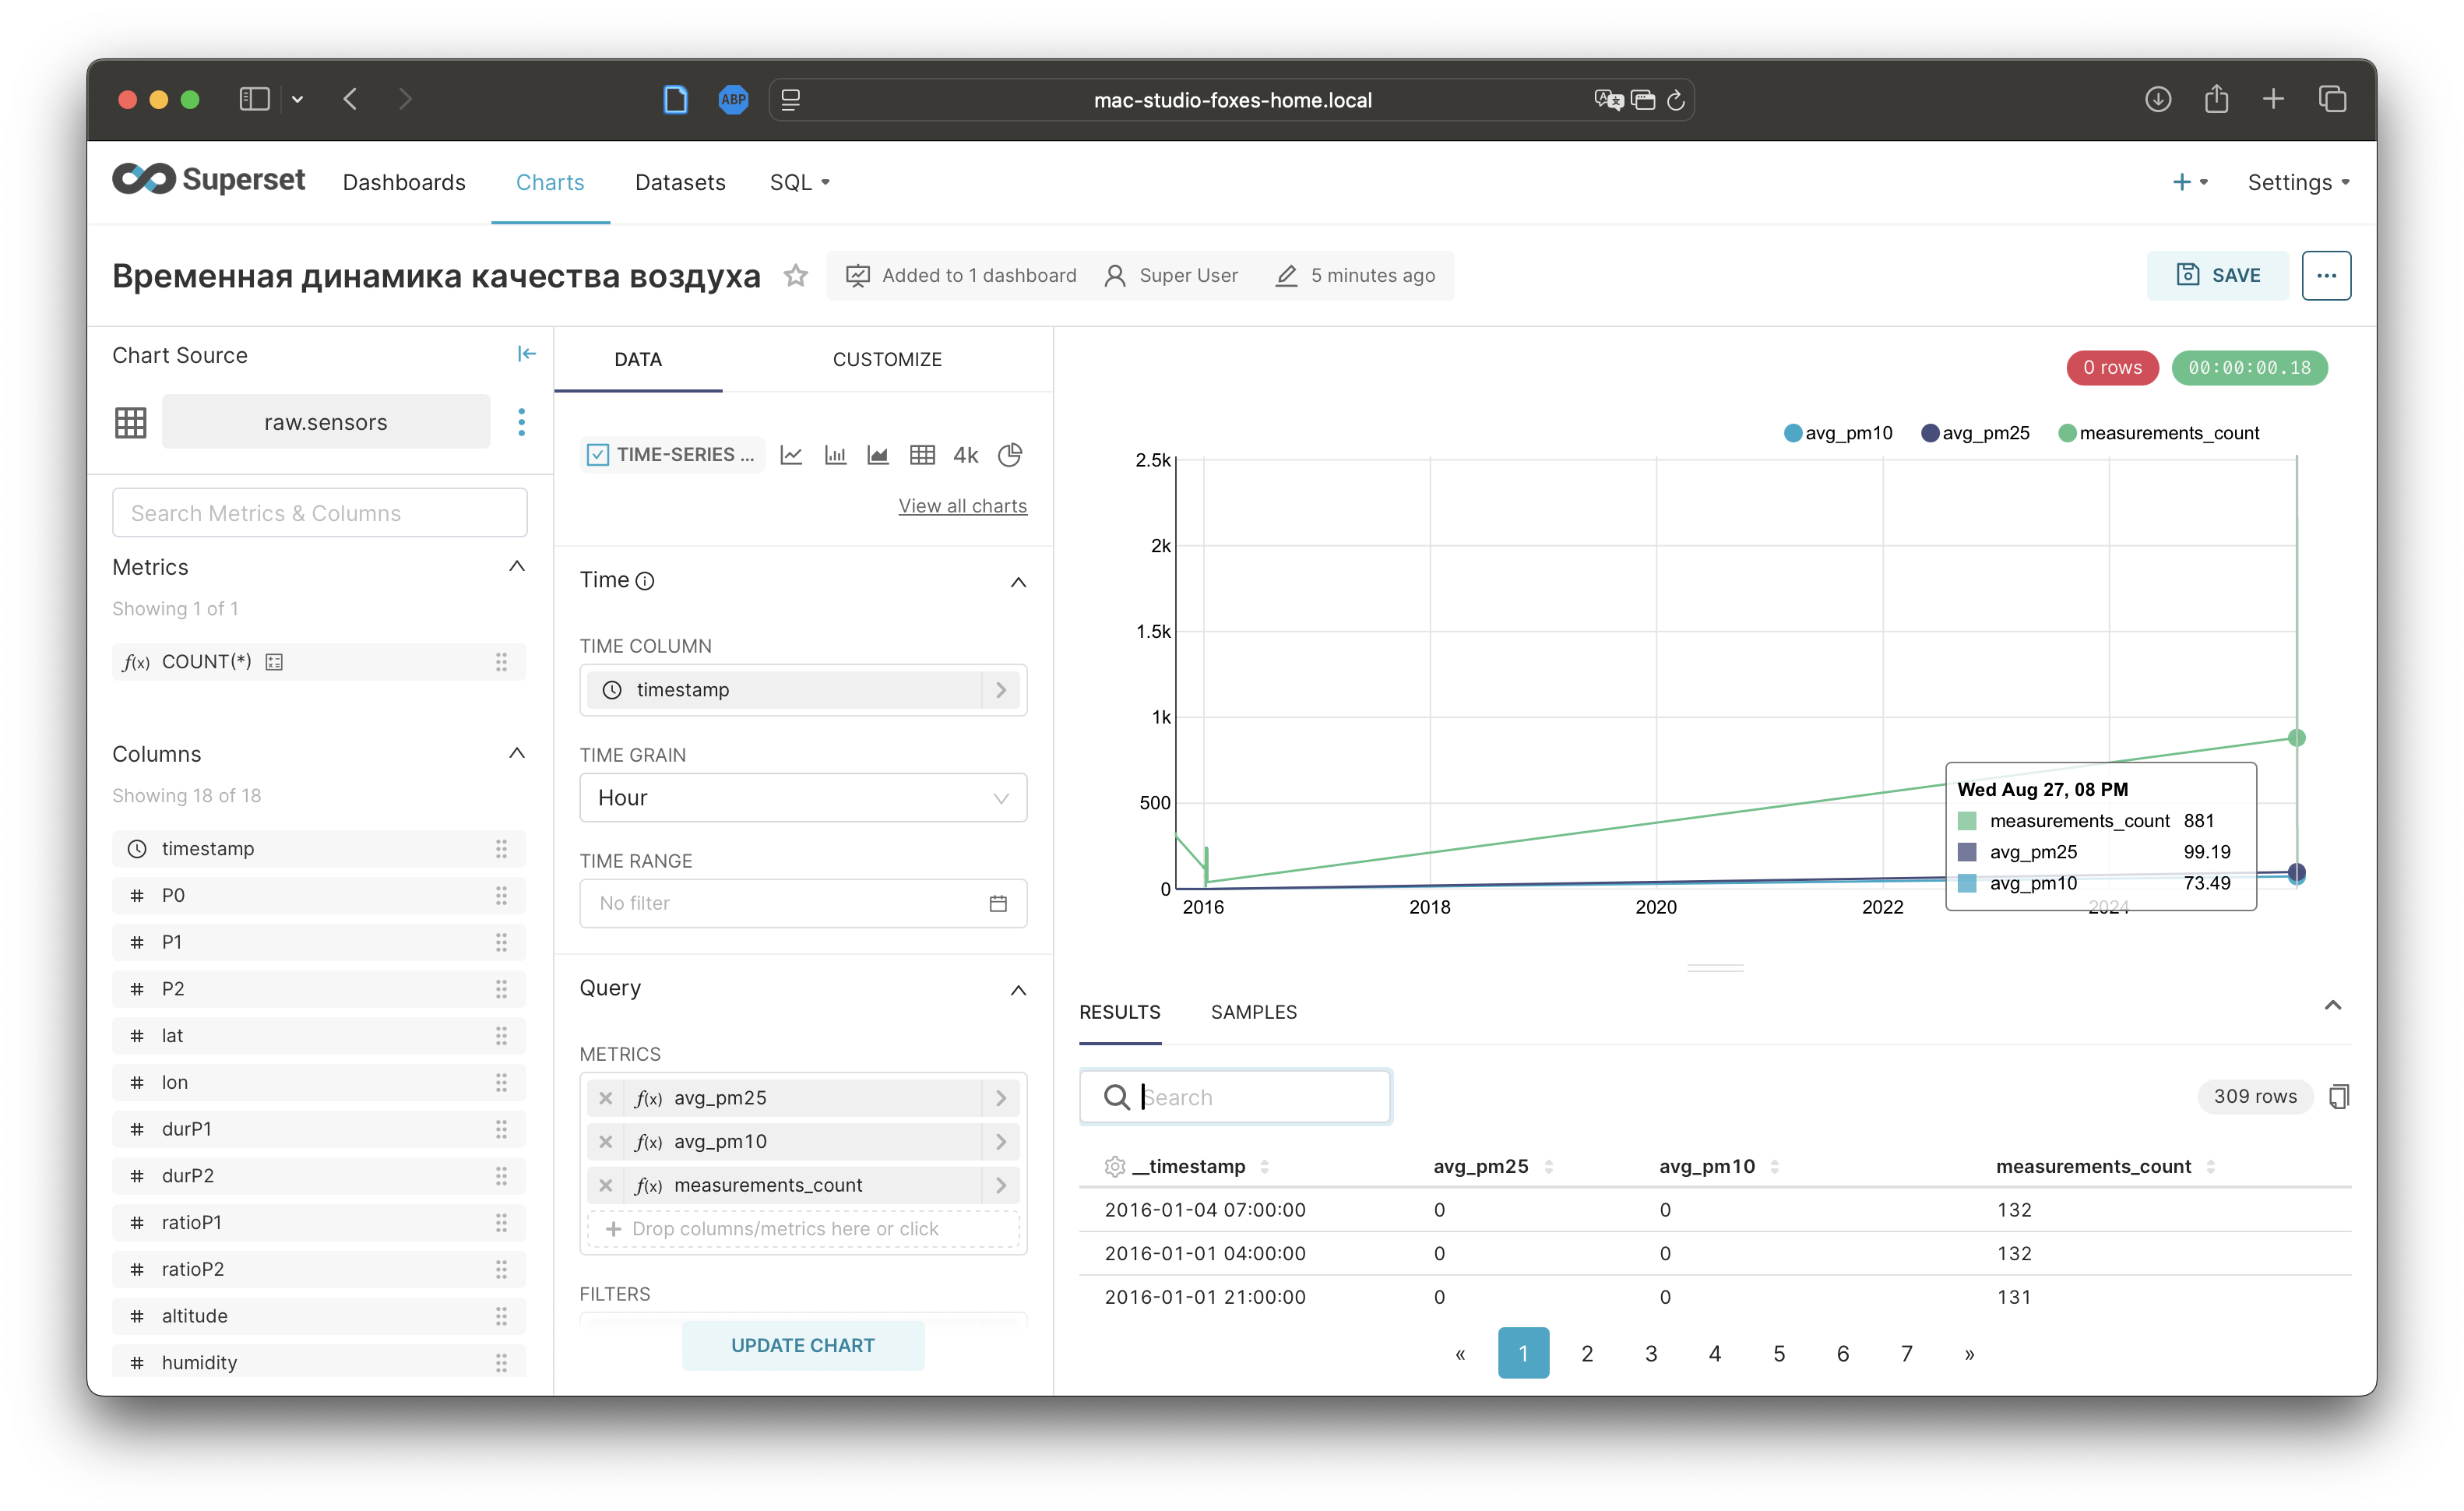 ABP
mac-studio-foxes-home.local
Superset
Dashboards
Charts
Datasets
SQL
Settings
Временная динамика качества воздуха
Added to 1 dashboard
Super User
5 minutes ago
SAVE
Chart Source
raw.sensors
Search Metrics & Columns
Metrics
Showing 1 of 1
f(x) COUNT(*)
Columns
Showing 18 of 18
timestamp
# P0
# P1
# P2
# lat
# lon
# durP1
# durP2
# ratioP1
# ratioP2
# altitude
# humidity
DATA
CUSTOMIZE
TIME-SERIES ...
4k
View all charts
Time
TIME COLUMN
timestamp
TIME GRAIN
Hour
TIME RANGE
No filter
Query
METRICS
f(x) avg_pm25
f(x) avg_pm10
f(x) measurements_count
+ Drop columns/metrics here or click
FILTERS
UPDATE CHART
0 rows
00:00:00.18
avg_pm10
avg_pm25
measurements_count
2.5k
2k
1.5k
1k
500
0
2016
2018
2020
2022
2024
Wed Aug 27, 08 PM
measurements_count 881
avg_pm25 99.19
avg_pm10 73.49
RESULTS
SAMPLES
Search
309 rows
__timestamp avg_pm25 avg_pm10 measurements_count
2016-01-04 07:00:00 0 0 132
2016-01-01 04:00:00 0 0 132
2016-01-01 21:00:00 0 0 131
« 1 2 3 4 5 6 7 »